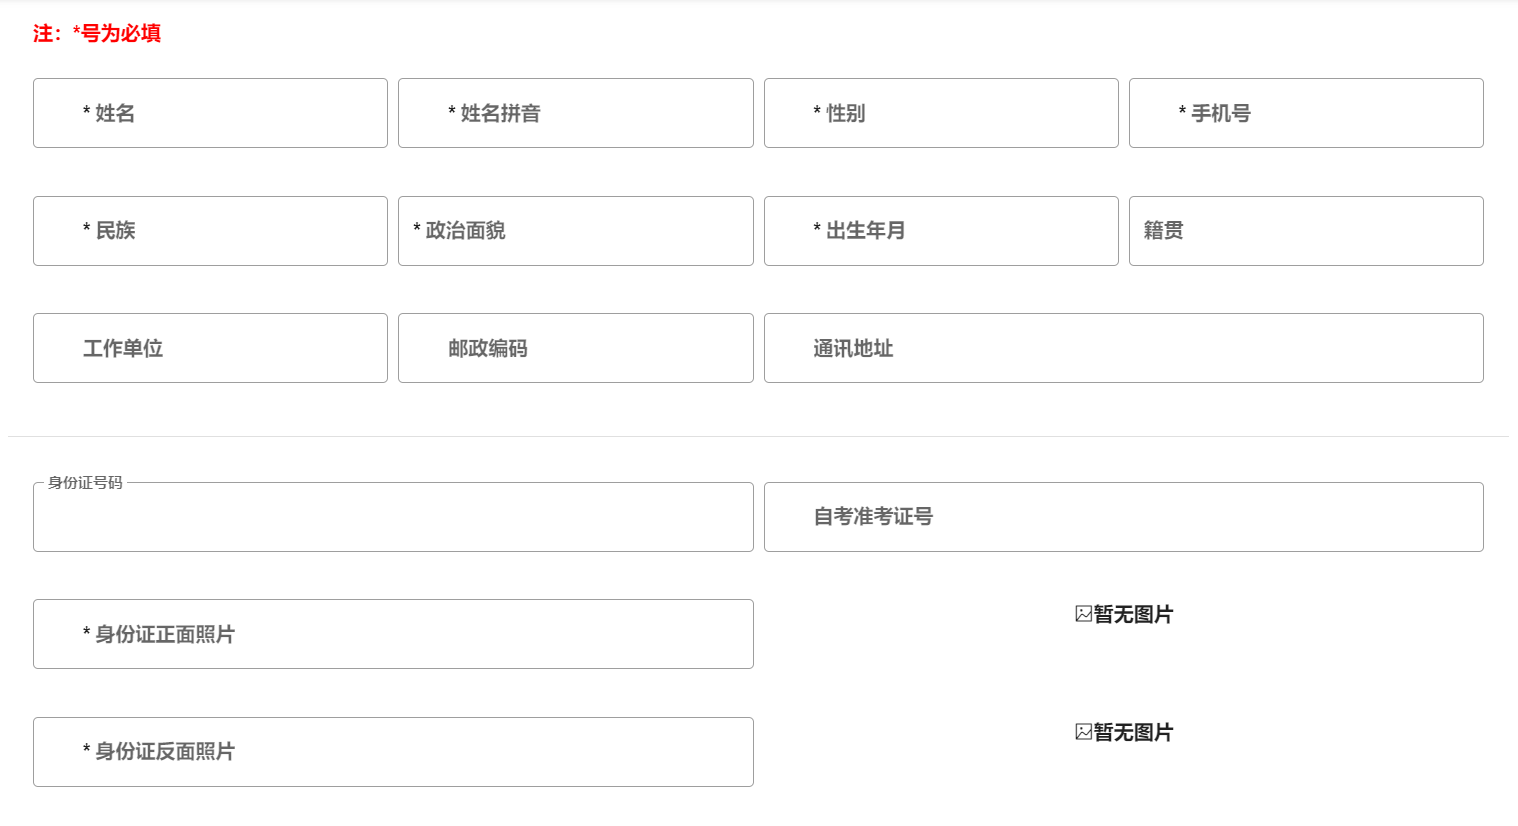 注：*号为必填
* 姓名 * 姓名拼音 * 性别 * 手机号
* 民族 * 政治面貌 * 出生年月 籍贯
工作单位 邮政编码 通讯地址
身份证号码
自考准考证号
* 身份证正面照片 暂无图片
* 身份证反面照片 暂无图片